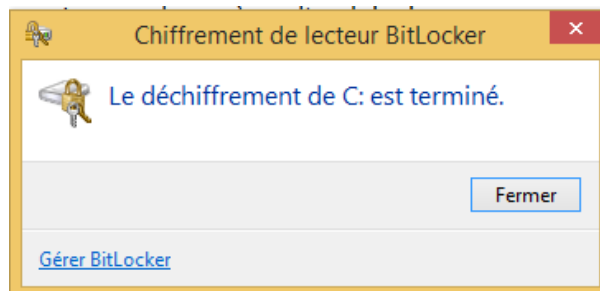 Chiffrement de lecteur BitLocker
Le déchiffrement de C: est terminé.
Fermer
Gérer BitLocker